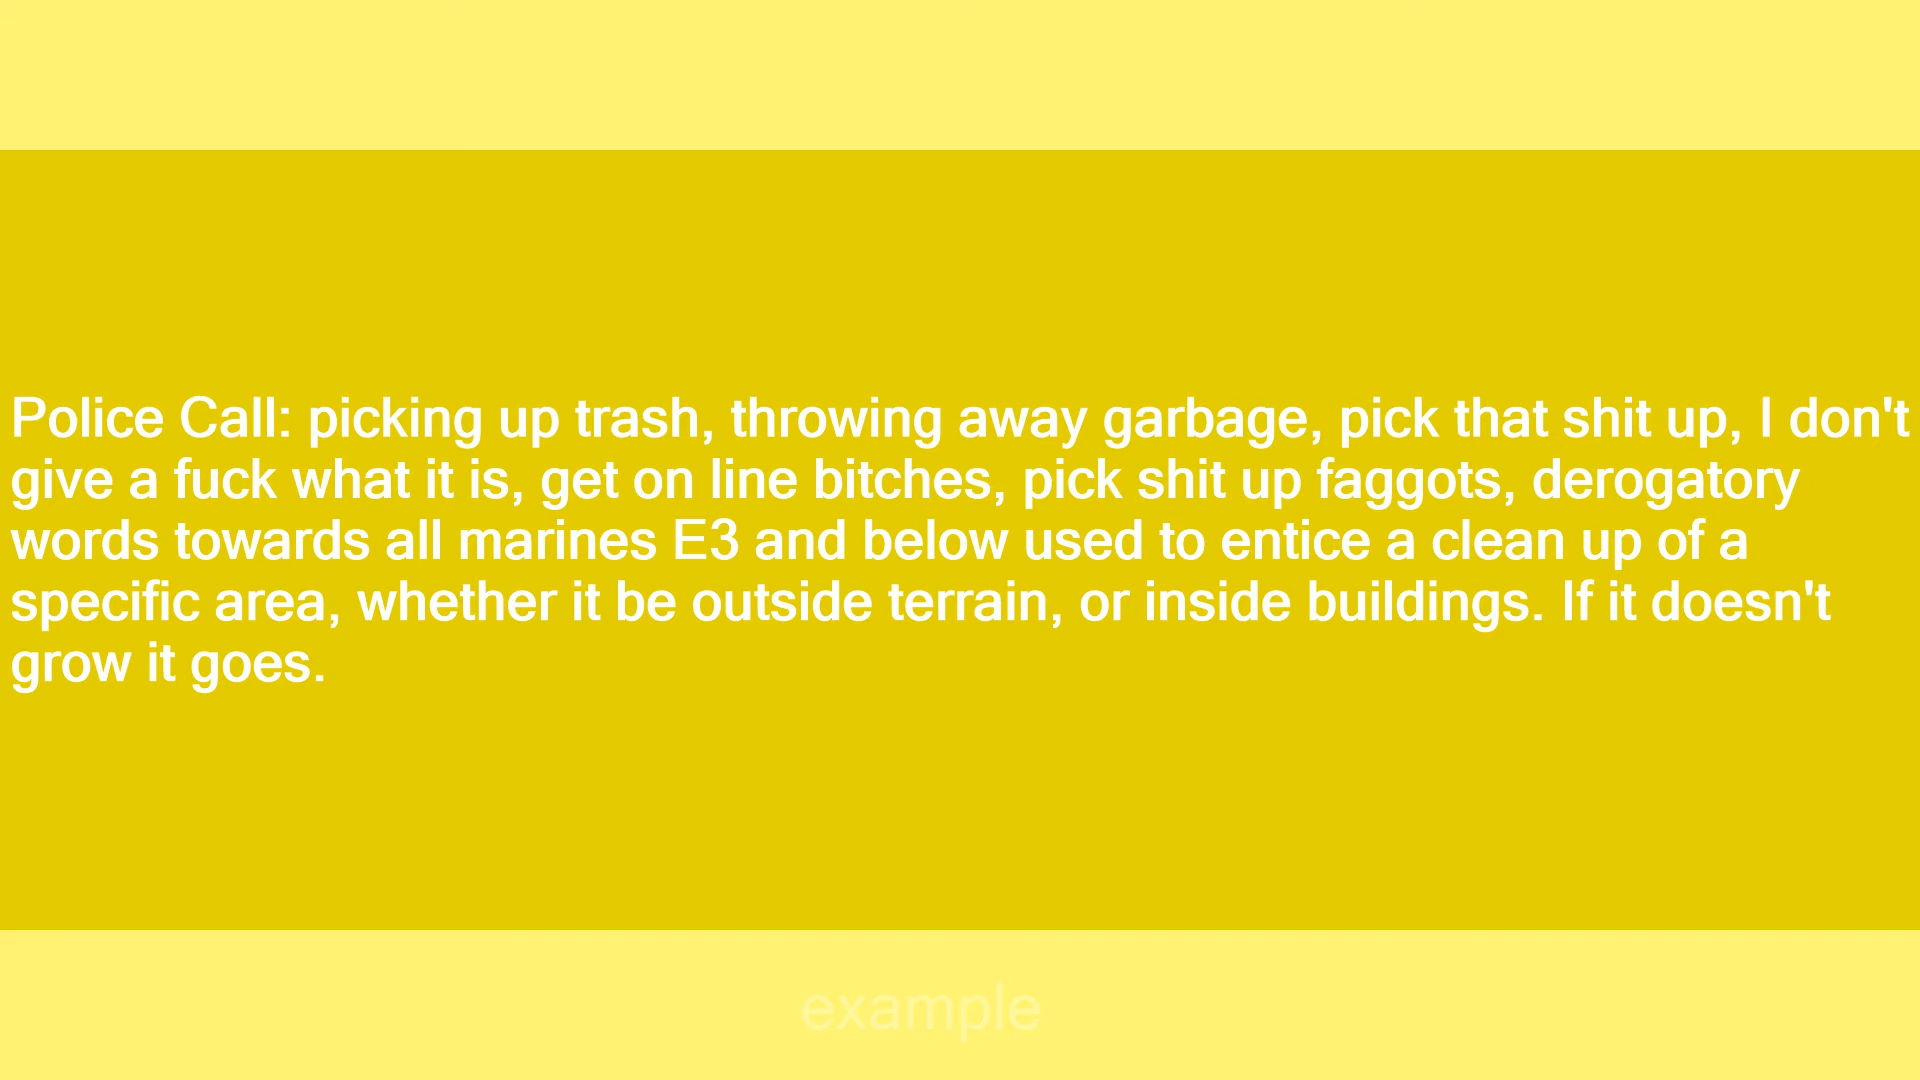 Police Call: picking up trash, throwing away garbage, pick that shit up, I don't
give a fuck what it is, get on line bitches, pick shit up faggots, derogatory
words towards all marines E3 and below used to entice a clean up of a
specific area, whether it be outside terrain, or inside buildings. If it doesn't
grow it goes.
example